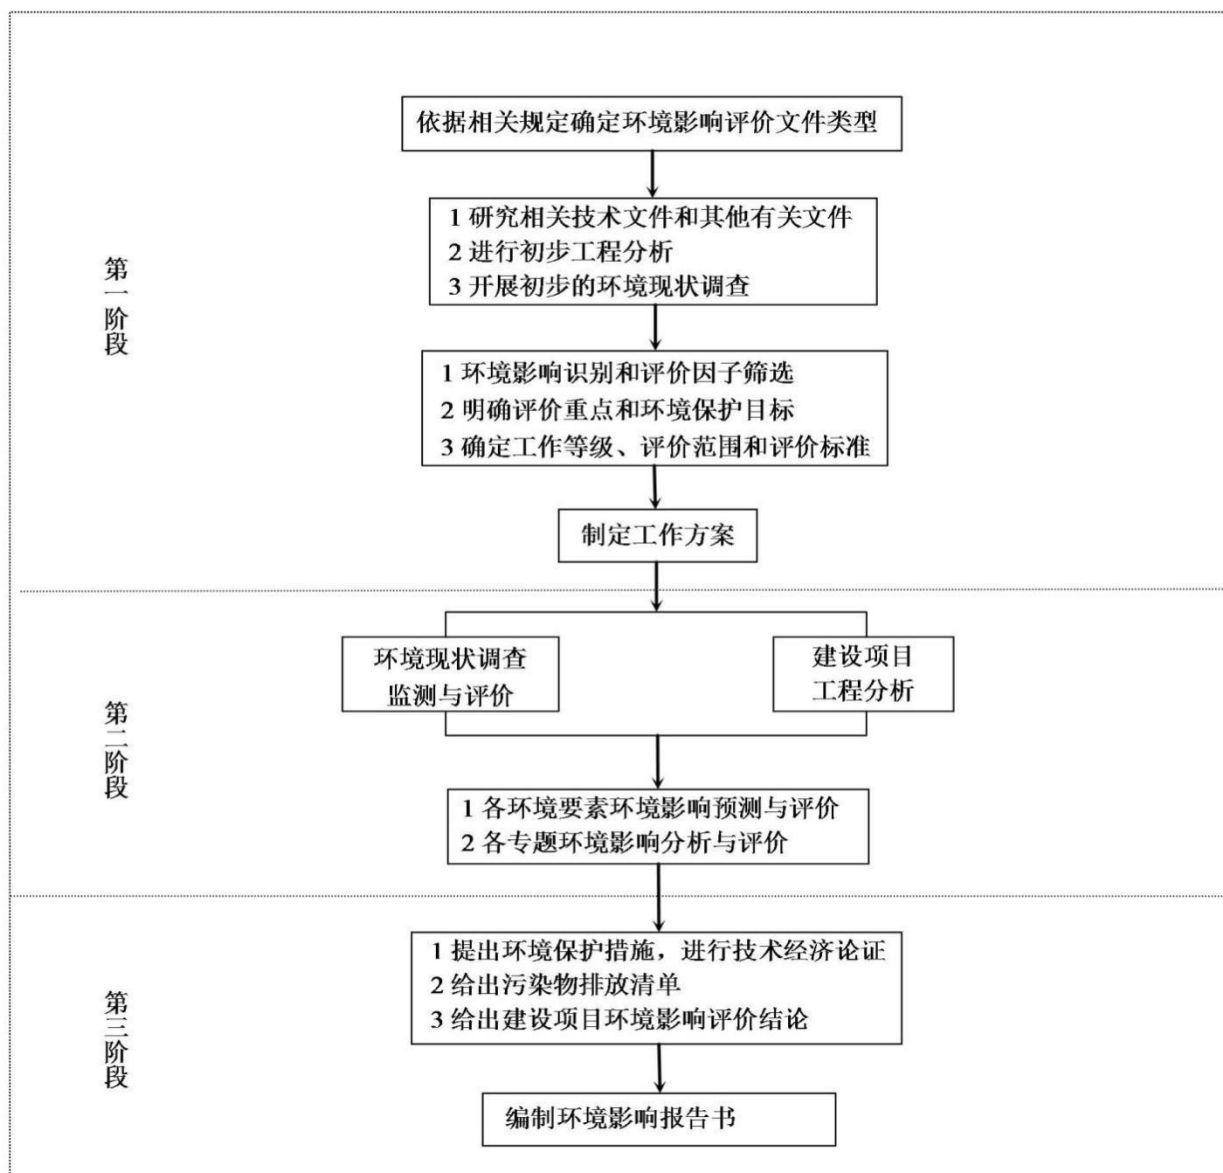 依据相关规定确定环境影响评价文件类型
1 研究相关技术文件和其他有关文件
2 进行初步工程分析
3 开展初步的环境现状调查
第一阶段
1 环境影响识别和评价因子筛选
2 明确评价重点和环境保护目标
3 确定工作等级、评价范围和评价标准
制定工作方案
环境现状调查
监测与评价
建设项目
工程分析
第二阶段
1 各环境要素环境影响预测与评价
2 各专题环境影响分析与评价
1 提出环境保护措施，进行技术经济论证
2 给出污染物排放清单
3 给出建设项目环境影响评价结论
第三阶段
编制环境影响报告书